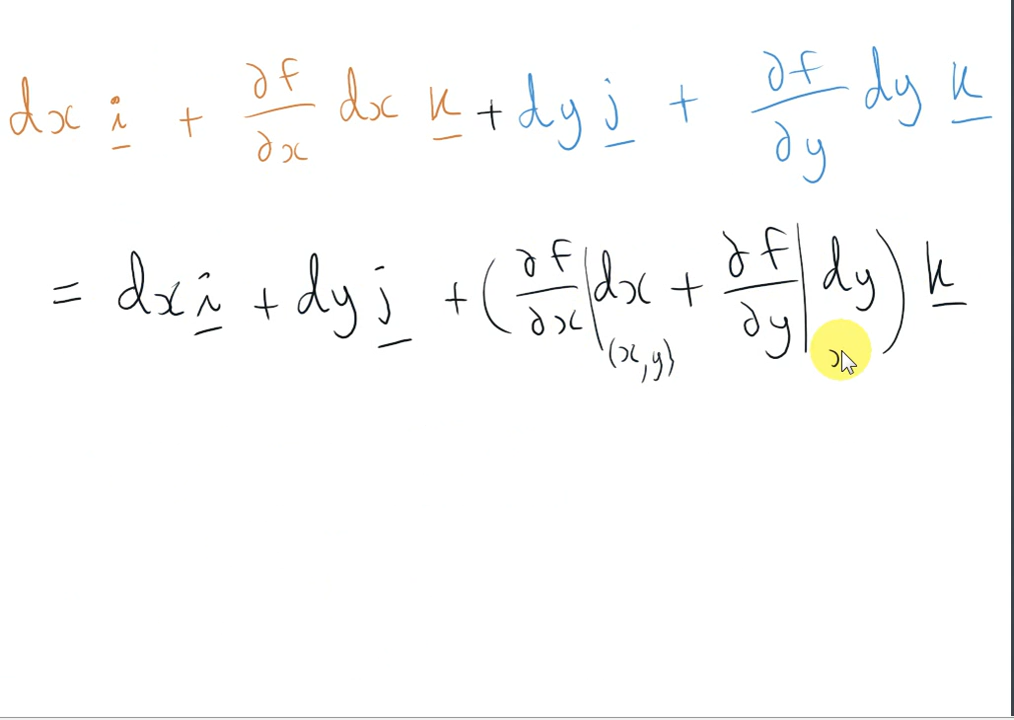 dx i + ∂f/∂x dx k + dy j + ∂f/∂y dy k
= dx i + dy j + (∂f/∂x|(x,y) dx + ∂f/∂y|x dy) k